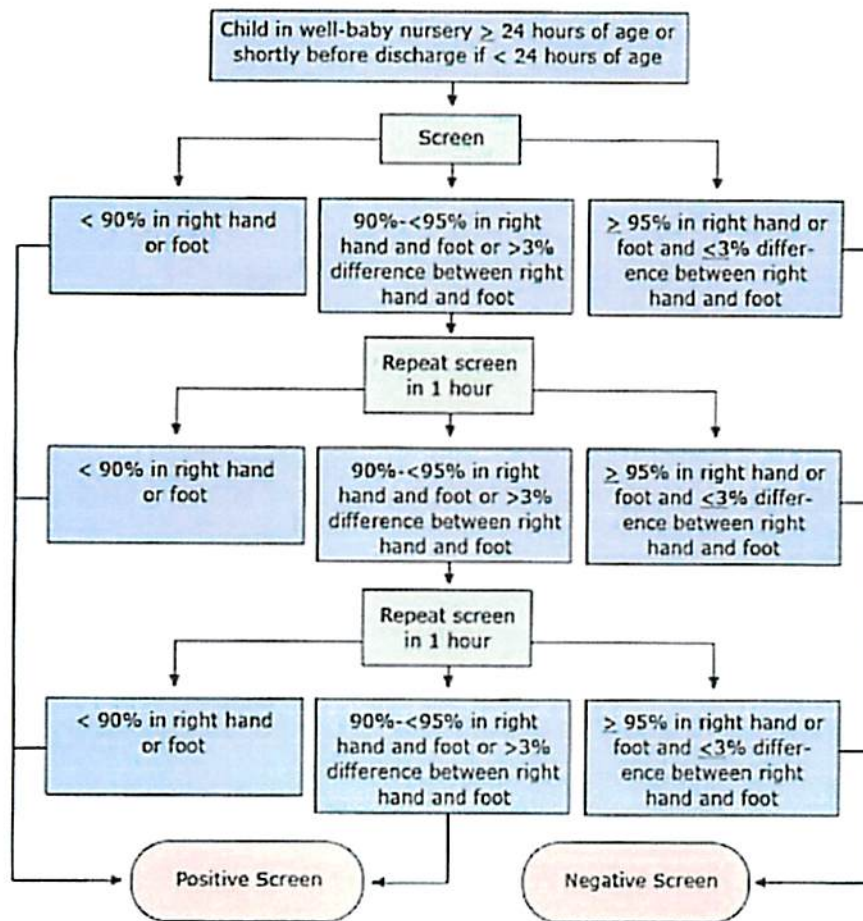 Child in well-baby nursery ≥ 24 hours of age or
shortly before discharge if < 24 hours of age
Screen
< 90% in right hand
or foot
90%-<95% in right
hand and foot or >3%
difference between right
hand and foot
≥ 95% in right hand or
foot and ≤3% differ-
ence between right
hand and foot
Repeat screen
in 1 hour
< 90% in right hand
or foot
90%-<95% in right
hand and foot or >3%
difference between right
hand and foot
≥ 95% in right hand or
foot and ≤3% differ-
ence between right
hand and foot
Repeat screen
in 1 hour
< 90% in right hand
or foot
90%-<95% in right
hand and foot or >3%
difference between right
hand and foot
≥ 95% in right hand or
foot and ≤3% differ-
ence between right
hand and foot
Positive Screen
Negative Screen